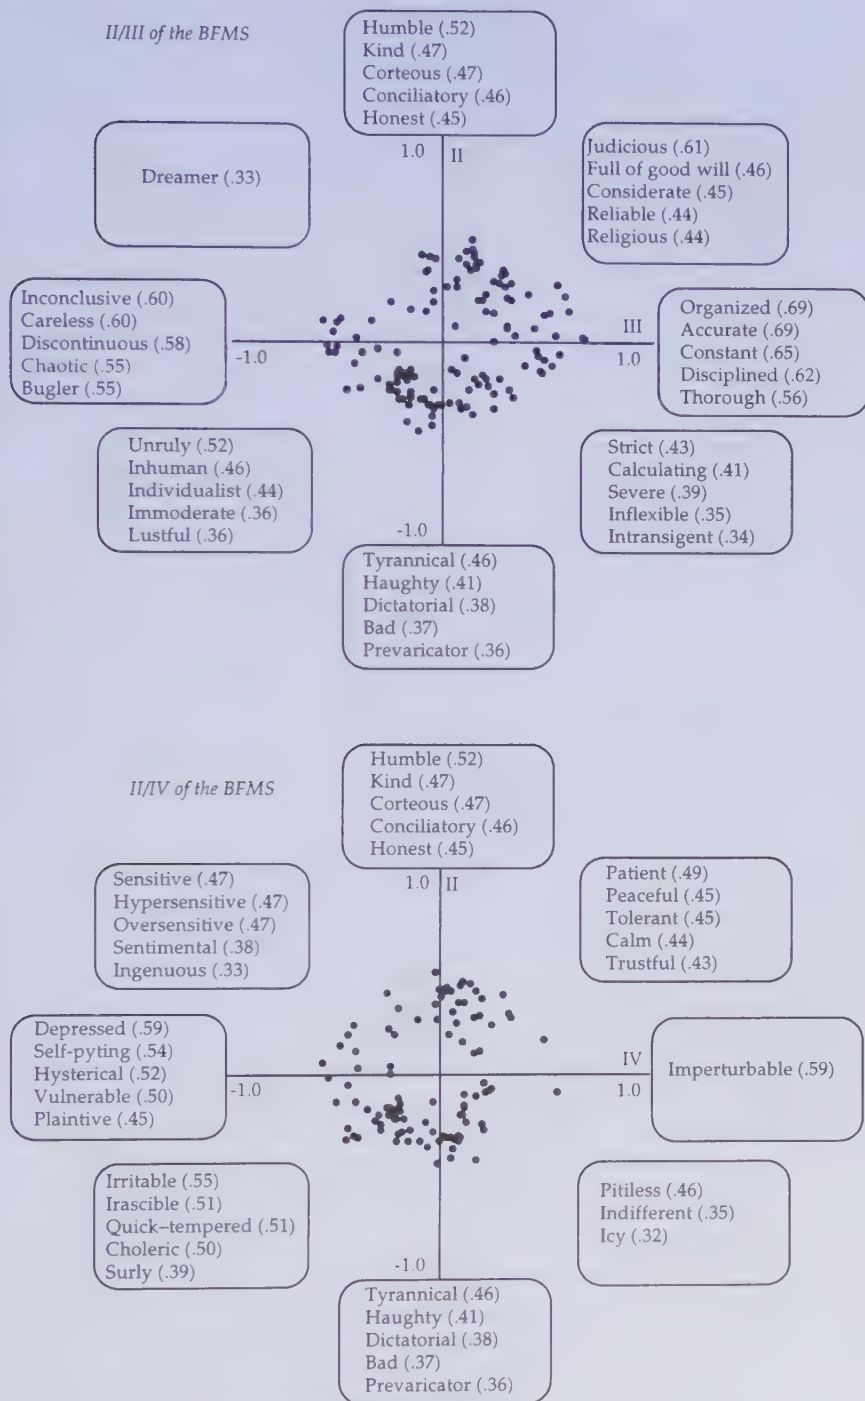 II/III of the BFMS
Humble (.52)
Kind (.47)
Corteous (.47)
Conciliatory (.46)
Honest (.45)
Dreamer (.33)
1.0
II
Judicious (.61)
Full of good will (.46)
Considerate (.45)
Reliable (.44)
Religious (.44)
Inconclusive (.60)
Careless (.60)
Discontinuous (.58)
Chaotic (.55)
Bugler (.55)
-1.0
III
1.0
Organized (.69)
Accurate (.69)
Constant (.65)
Disciplined (.62)
Thorough (.56)
Unruly (.52)
Inhuman (.46)
Individualist (.44)
Immoderate (.36)
Lustful (.36)
Strict (.43)
Calculating (.41)
Severe (.39)
Inflexible (.35)
Intransigent (.34)
-1.0
Tyrannical (.46)
Haughty (.41)
Dictatorial (.38)
Bad (.37)
Prevaricator (.36)
II/IV of the BFMS
Humble (.52)
Kind (.47)
Corteous (.47)
Conciliatory (.46)
Honest (.45)
Sensitive (.47)
Hypersensitive (.47)
Oversensitive (.47)
Sentimental (.38)
Ingenuous (.33)
1.0
II
Patient (.49)
Peaceful (.45)
Tolerant (.45)
Calm (.44)
Trustful (.43)
Depressed (.59)
Self-pyting (.54)
Hysterical (.52)
Vulnerable (.50)
Plaintive (.45)
-1.0
IV
1.0
Imperturbable (.59)
Irritable (.55)
Irascible (.51)
Quick-tempered (.51)
Choleric (.50)
Surly (.39)
Pitiless (.46)
Indifferent (.35)
Icy (.32)
-1.0
Tyrannical (.46)
Haughty (.41)
Dictatorial (.38)
Bad (.37)
Prevaricator (.36)